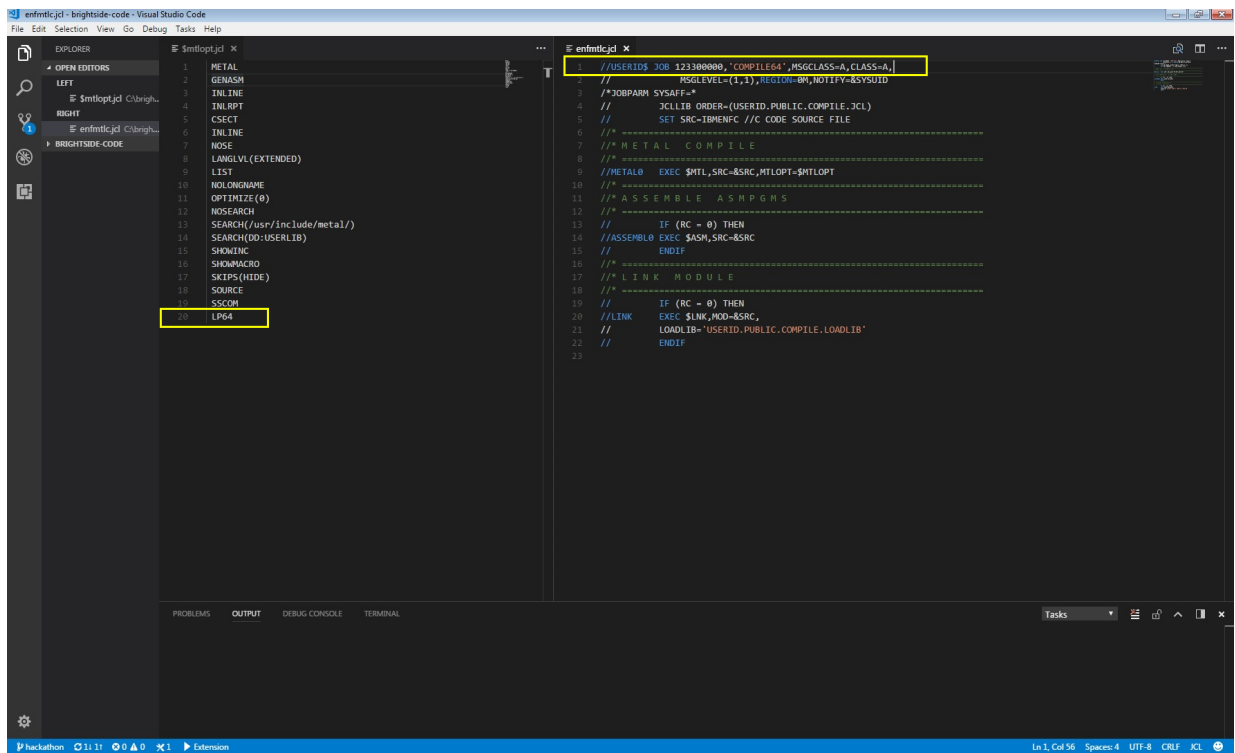 enfmtlc.jcl - brightside-code - Visual Studio Code
File Edit Selection View Go Debug Tasks Help
EXPLORER
OPEN EDITORS
LEFT
$mtlopt.jcl C:\brigh...
RIGHT
enfmtlc.jcl C:\brigh...
BRIGHTSIDE-CODE
1
$mtlopt.jcl
1 METAL
2 GENASM
3 INLINE
4 INLRPT
5 CSECT
6 INLINE
7 NOSE
8 LANGLVL(EXTENDED)
9 LIST
10 NOLONGNAME
11 OPTIMIZE(0)
12 NOSEARCH
13 SEARCH(/usr/include/metal/)
14 SEARCH(DD:USERLIB)
15 SHOWINC
16 SHOWMACRO
17 SKIPS(HIDE)
18 SOURCE
19 SSCOM
20 LP64
enfmtlc.jcl
1 //USERID$ JOB 123300000,'COMPILE64',MSGCLASS=A,CLASS=A,
2 // MSGLEVEL=(1,1),REGION=0M,NOTIFY=&SYSUID
3 /*JOBPARM SYSAFF=*
4 // JCLLIB ORDER=(USERID.PUBLIC.COMPILE.JCL)
5 // SET SRC=IBMENFC //C CODE SOURCE FILE
6 //* ===================================================================
7 //* M E T A L   C O M P I L E
8 //* ===================================================================
9 //METAL0 EXEC $MTL,SRC=&SRC,MTLOPT=$MTLOPT
10 //* ===================================================================
11 //* A S S E M B L E   A S M P G M S
12 //* ===================================================================
13 // IF (RC = 0) THEN
14 //ASSEMBL0 EXEC $ASM,SRC=&SRC
15 // ENDIF
16 //* ===================================================================
17 //* L I N K   M O D U L E
18 //* ===================================================================
19 // IF (RC = 0) THEN
20 //LINK EXEC $LNK,MOD=&SRC,
21 // LOADLIB='USERID.PUBLIC.COMPILE.LOADLIB'
22 // ENDIF
23
PROBLEMS OUTPUT DEBUG CONSOLE TERMINAL
Tasks
hackathon 1↓ 1↑ 0 0 1 Extension
Ln 1, Col 56 Spaces: 4 UTF-8 CRLF JCL